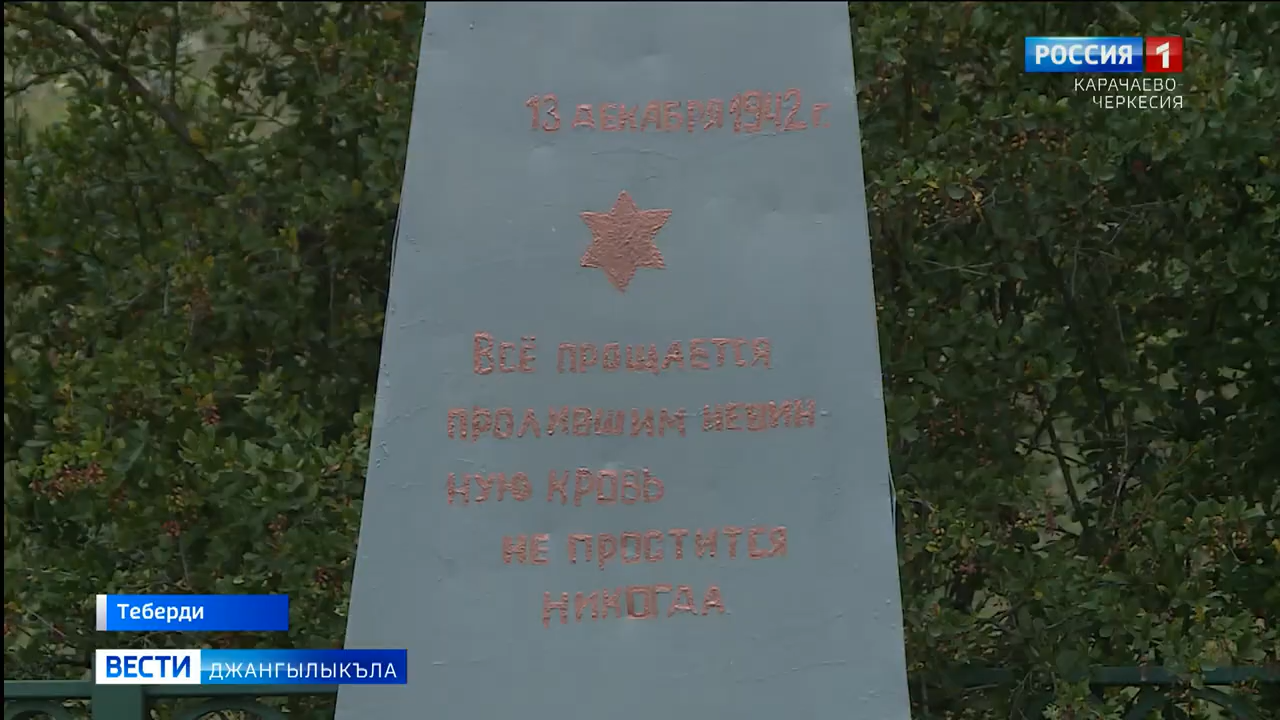 РОССИЯ 1
КАРАЧАЕВО-
ЧЕРКЕСИЯ
13 ДЕКАБРЯ 1942 г.
ВСЁ ПРОЩАЕТСЯ
ПРОЛИВШИМ НЕВИН
НУЮ КРОВЬ
НЕ ПРОСТИТСЯ
НИКОГДА
Теберди
ВЕСТИ ДЖАНГЫЛЫКЪЛА